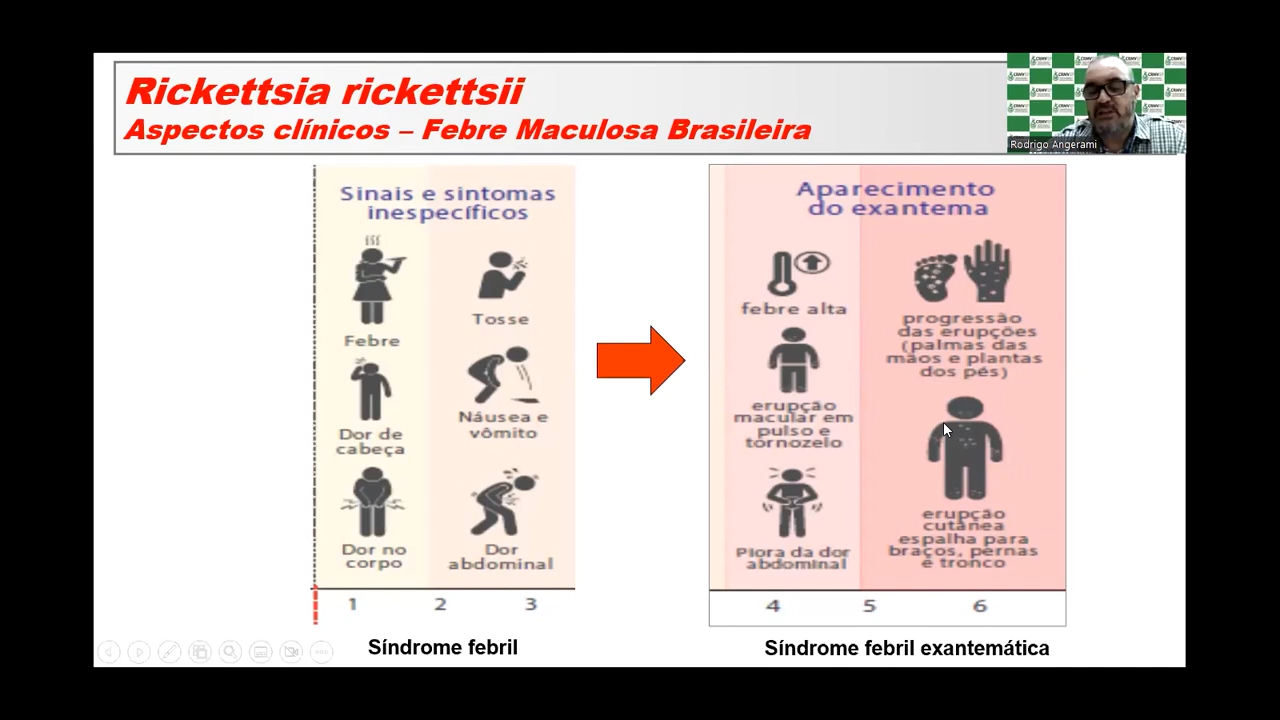 Rickettsia rickettsii
Aspectos clínicos – Febre Maculosa Brasileira
Rodrigo Angerami
Sinais e sintomas
inespecíficos
Febre
Tosse
Dor de
cabeça
Náusea e
vômito
Dor no
corpo
Dor
abdominal
1 2 3
Síndrome febril
Aparecimento
do exantema
febre alta
progressão
das erupções
(palmas das
mãos e plantas
dos pés)
erupção
macular em
pulso e
tornozelo
Piora da dor
abdominal
erupção
cutânea
espalha para
braços, pernas
e tronco
4 5 6
Síndrome febril exantemática